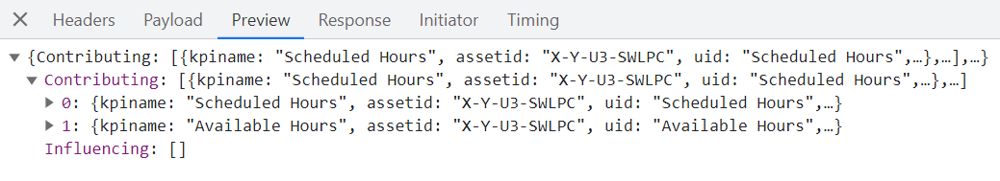 Headers Payload Preview Response Initiator Timing
{Contributing: [{kpiname: "Scheduled Hours", assetid: "X-Y-U3-SWLPC", uid: "Scheduled Hours",…},…],…}
Contributing: [{kpiname: "Scheduled Hours", assetid: "X-Y-U3-SWLPC", uid: "Scheduled Hours",…},…]
0: {kpiname: "Scheduled Hours", assetid: "X-Y-U3-SWLPC", uid: "Scheduled Hours",…}
1: {kpiname: "Available Hours", assetid: "X-Y-U3-SWLPC", uid: "Available Hours",…}
Influencing: []